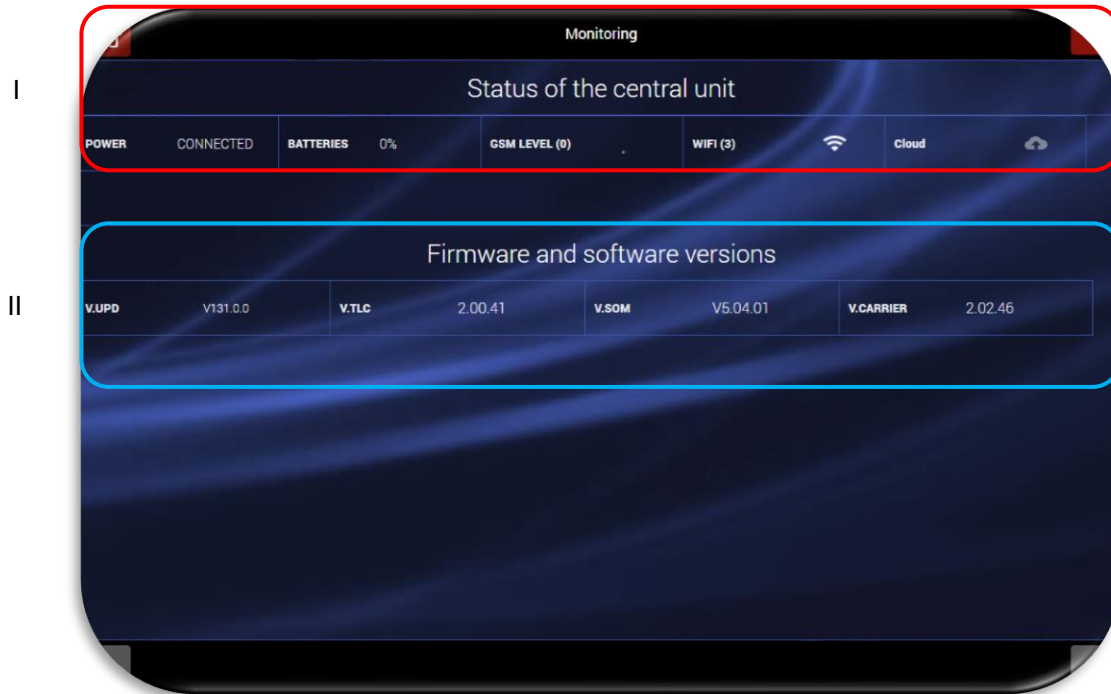 Monitoring
I
Status of the central unit
POWER CONNECTED BATTERIES 0% GSM LEVEL (0) WIFI (3) Cloud
Firmware and software versions
II
V.UPD V131.0.0 V.TLC 2.00.41 V.SOM V5.04.01 V.CARRIER 2.02.46